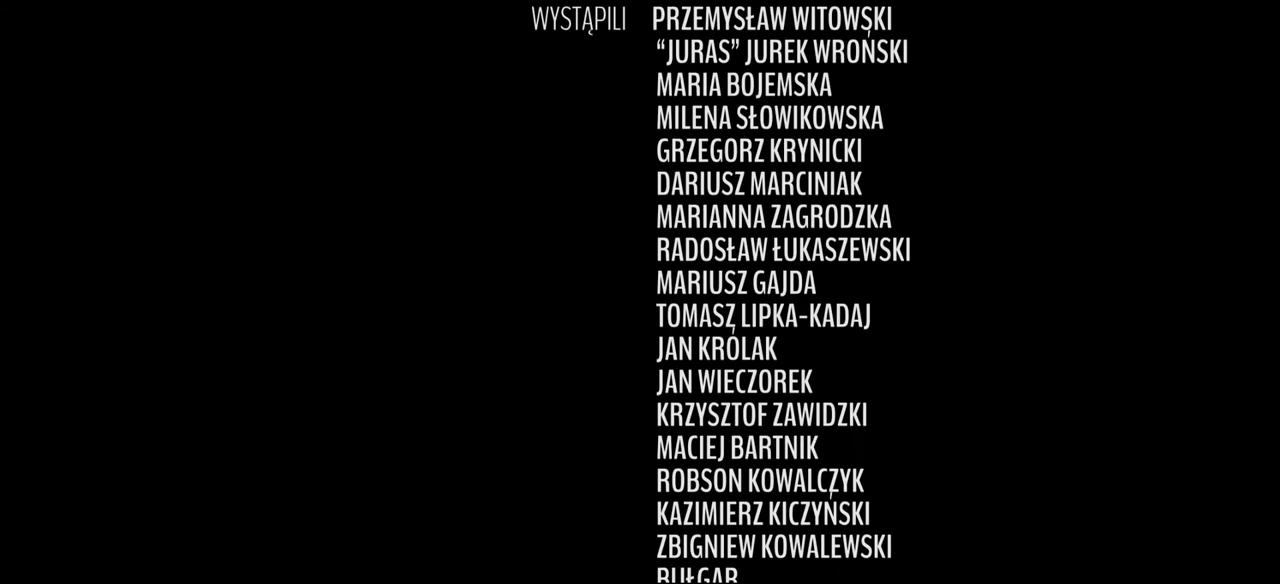 WYSTĄPILI PRZEMYSŁAW WITOWSKI
“JURAS” JUREK WROŃSKI
MARIA BOJEMSKA
MILENA SŁOWIKOWSKA
GRZEGORZ KRYNICKI
DARIUSZ MARCINIAK
MARIANNA ZAGRODZKA
RADOSŁAW ŁUKASZEWSKI
MARIUSZ GAJDA
TOMASZ LIPKA-KADAJ
JAN KRÓLAK
JAN WIECZOREK
KRZYSZTOF ZAWIDZKI
MACIEJ BARTNIK
ROBSON KOWALCZYK
KAZIMIERZ KICZYŃSKI
ZBIGNIEW KOWALEWSKI
BUŁGAR